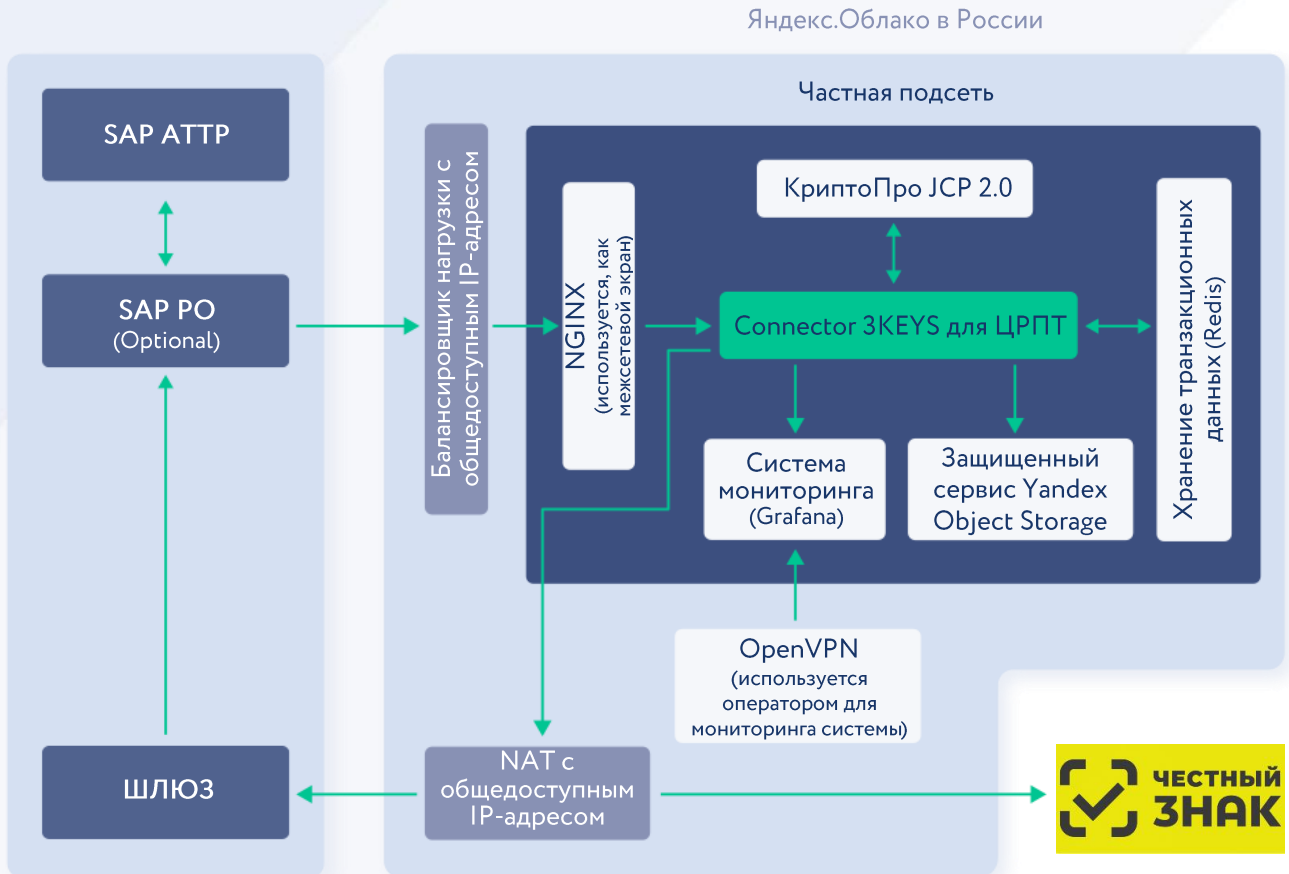 Яндекс.Облако в России
SAP ATTP
SAP PO
(Optional)
ШЛЮЗ
Частная подсеть
Балансировщик нагрузки с
общедоступным IP-адресом
NGINX
(используется, как
межсетевой экран)
КриптоПро JCP 2.0
Connector 3KEYS для ЦРПТ
Хранение транзакционных
данных (Redis)
Система
мониторинга
(Grafana)
Защищенный
сервис Yandex
Object Storage
OpenVPN
(используется
оператором для
мониторинга системы)
NAT с
общедоступным
IP-адресом
ЧЕСТНЫЙ
ЗНАК